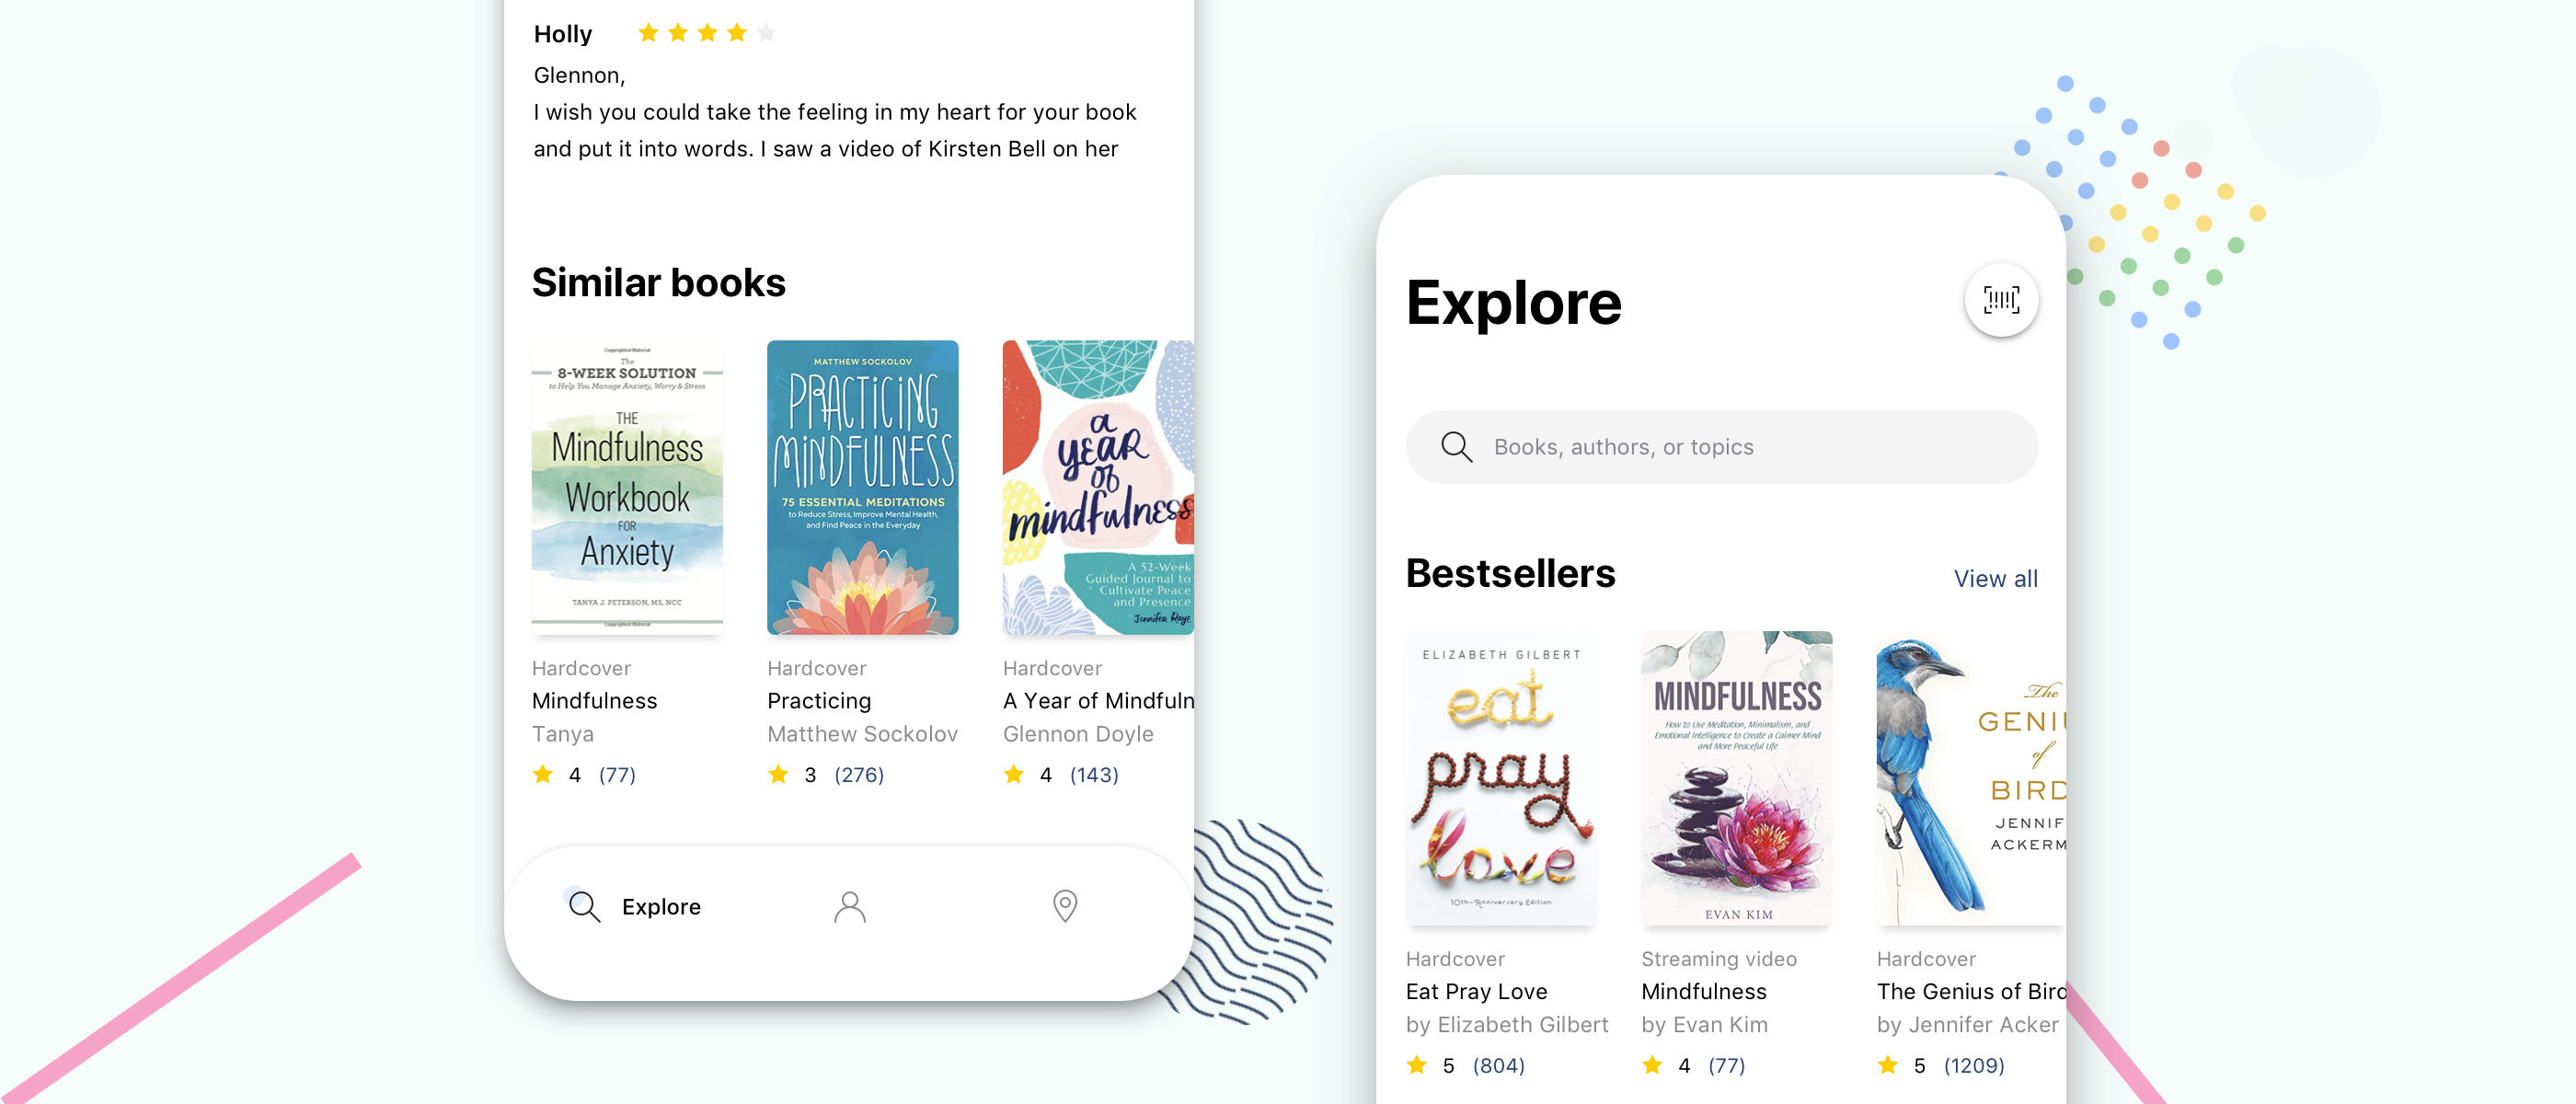 Holly
Glennon,
I wish you could take the feeling in my heart for your book
and put it into words. I saw a video of Kirsten Bell on her
Similar books
Copyrighted Material
The
8-WEEK SOLUTION
to Help You Manage Anxiety, Worry & Stress
THE
Mindfulness
Workbook
FOR
Anxiety
TANYA J. PETERSON, MS, NCC
Copyrighted Material
MATTHEW SOCKOLOV
PRACTICING
MINDFULNESS
75 ESSENTIAL MEDITATIONS
to Reduce Stress, Improve Mental Health,
and Find Peace in the Everyday
a
YEAR
of
mindfulness
A 52-Week
Guided Journal to
Cultivate Peace
and Presence
Jennifer Raye
Hardcover
Mindfulness
Tanya
4 (77)
Hardcover
Practicing
Matthew Sockolov
3 (276)
Hardcover
A Year of Mindfuln
Glennon Doyle
4 (143)
Explore
Explore
Books, authors, or topics
Bestsellers
View all
ELIZABETH GILBERT
eat
pray
love
10th-Anniversary Edition
MINDFULNESS
How to Use Meditation, Minimalism, and
Emotional Intelligence to Create a Calmer Mind
and More Peaceful Life
EVAN KIM
The
GENIU
of
BIRD
JENNIF
ACKERM
Hardcover
Eat Pray Love
by Elizabeth Gilbert
5 (804)
Streaming video
Mindfulness
by Evan Kim
4 (77)
Hardcover
The Genius of Bird
by Jennifer Acker
5 (1209)